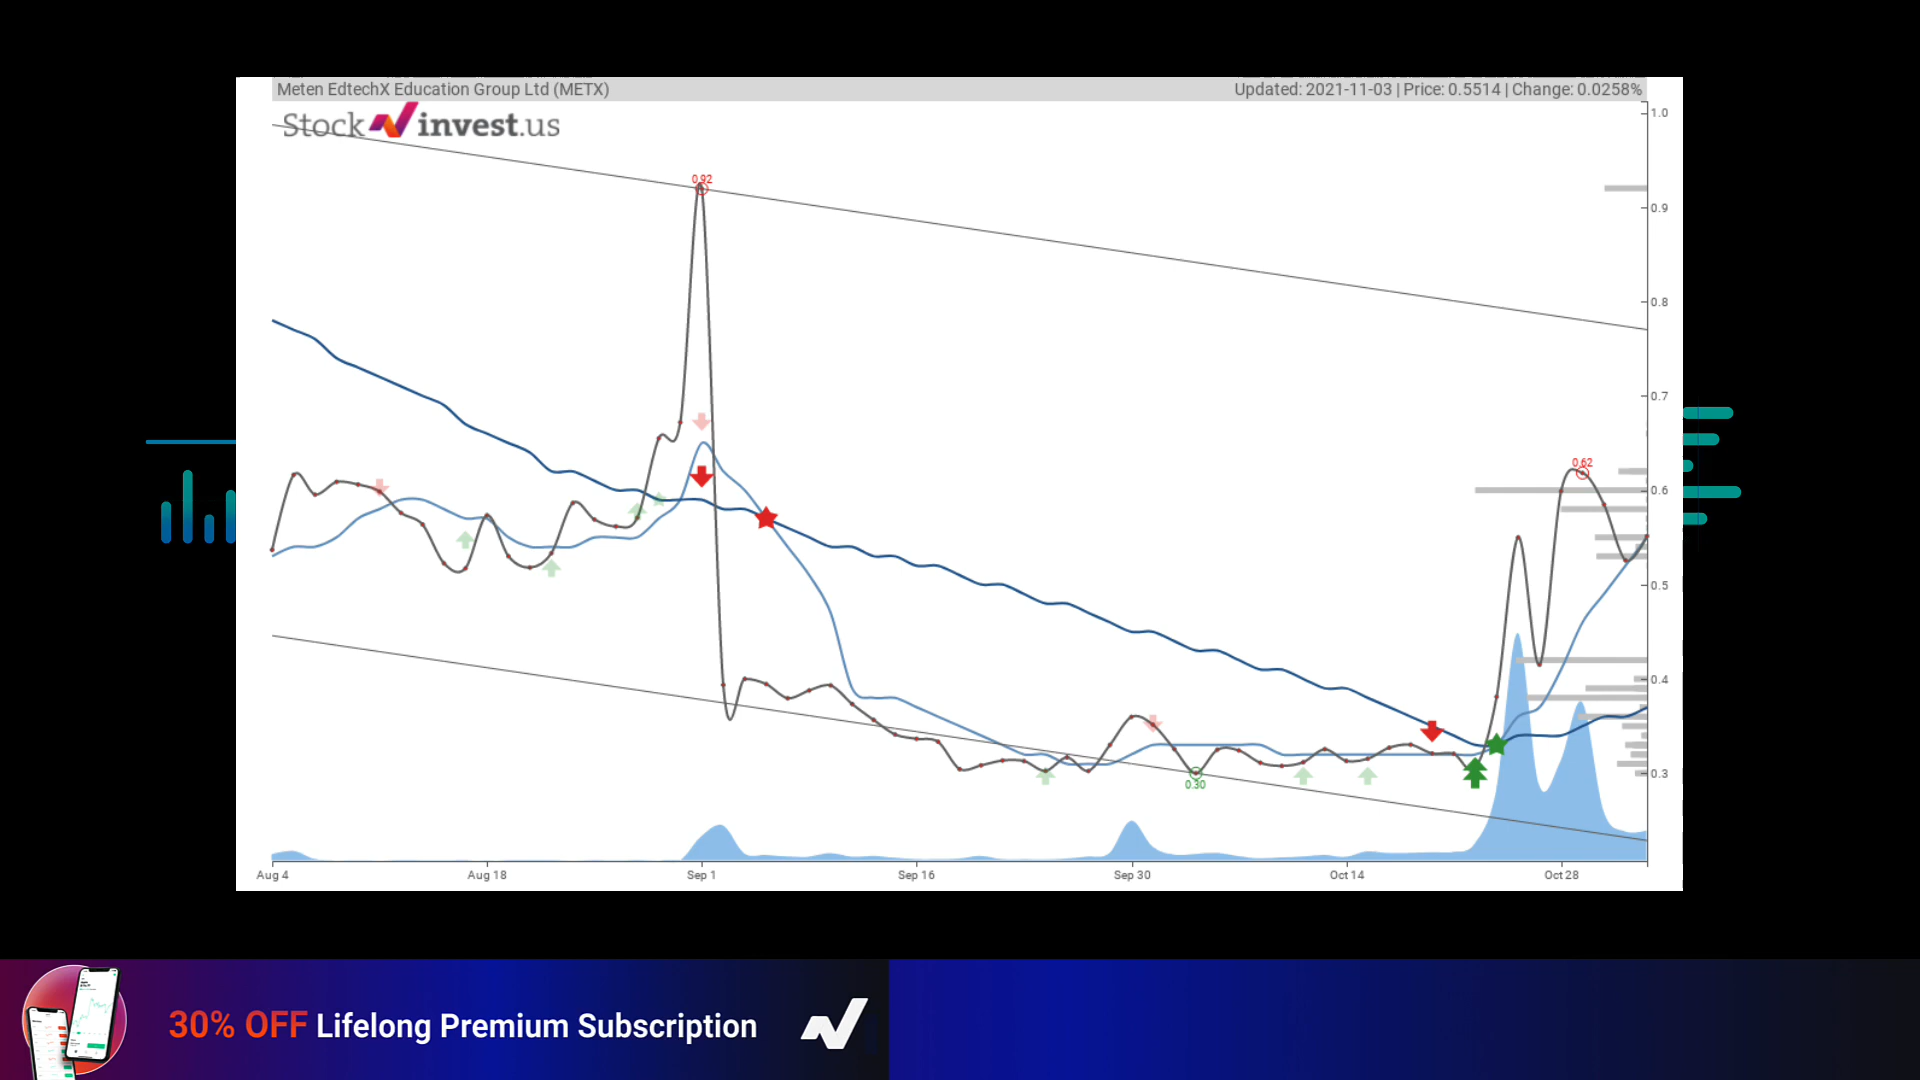 Meten EdtechX Education Group Ltd (METX)
Updated: 2021-11-03 | Price: 0.5514 | Change: 0.0258%
Stock invest.us
1.0
0.92
0.9
0.8
0.7
0.62
0.6
0.5
0.4
0.3
0.30
Aug 4
Aug 18
Sep 1
Sep 16
Sep 30
Oct 14
Oct 28
30% OFF Lifelong Premium Subscription